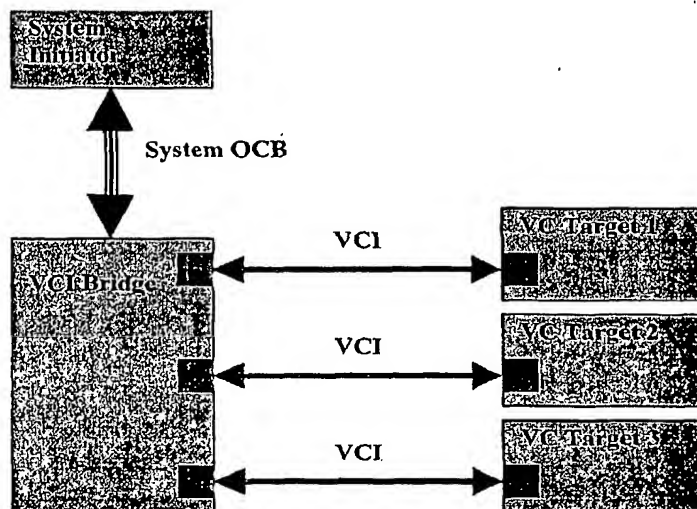 System
Initiator
System OCB
VCI Bridge
VCI
VC Target 1
VCI
VC Target 2
VCI
VC Target 3